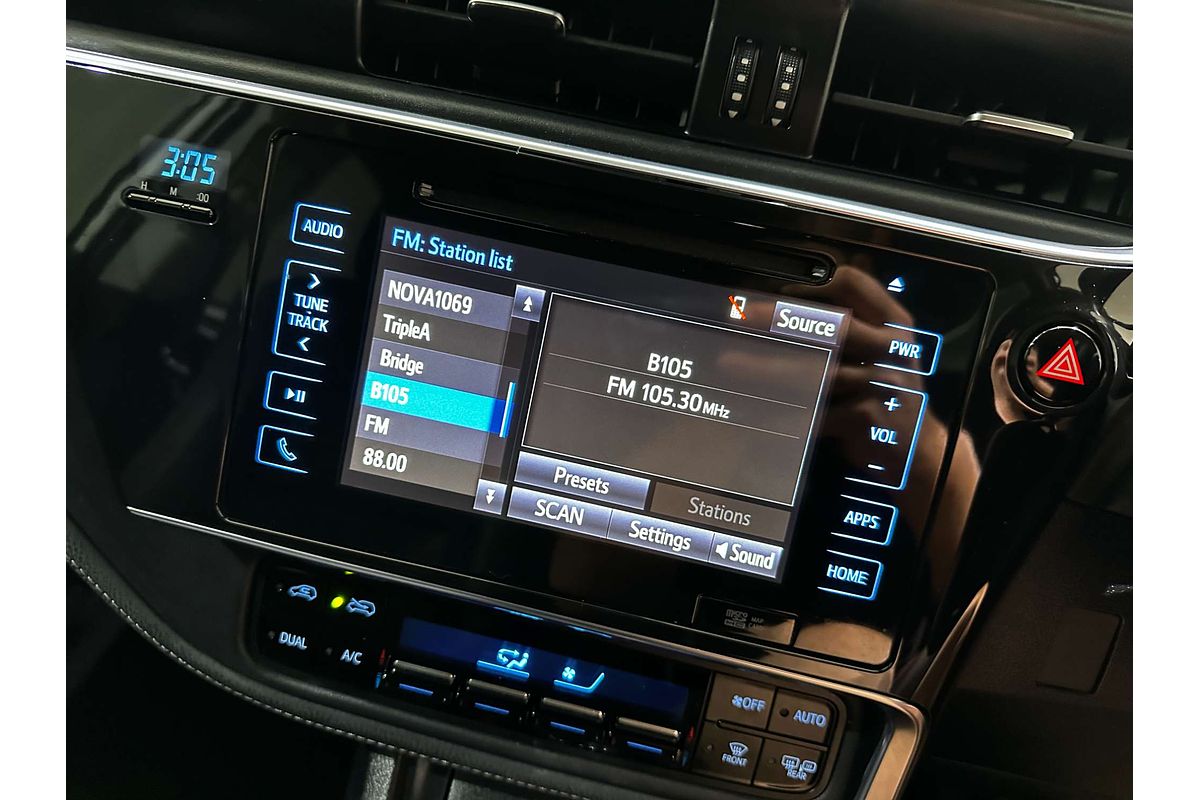 3:05
H M :00
AUDIO
TUNE
TRACK
FM: Station list
NOVA1069
TripleA
Bridge
B105
FM
88.00
Source
B105
FM 105.30MHz
Presets
Stations
SCAN
Settings
Sound
PWR
+
VOL
–
APPS
HOME
MAP
DUAL
A/C
OFF
AUTO
FRONT
REAR